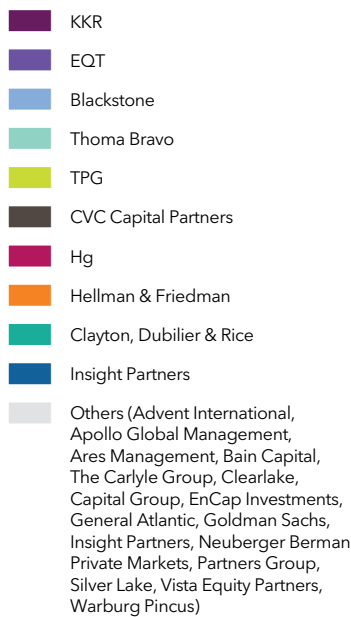 KKR
EQT
Blackstone
Thoma Bravo
TPG
CVC Capital Partners
Hg
Hellman & Friedman
Clayton, Dubilier & Rice
Insight Partners
Others (Advent International,
Apollo Global Management,
Ares Management, Bain Capital,
The Carlyle Group, Clearlake,
Capital Group, EnCap Investments,
General Atlantic, Goldman Sachs,
Insight Partners, Neuberger Berman
Private Markets, Partners Group,
Silver Lake, Vista Equity Partners,
Warburg Pincus)